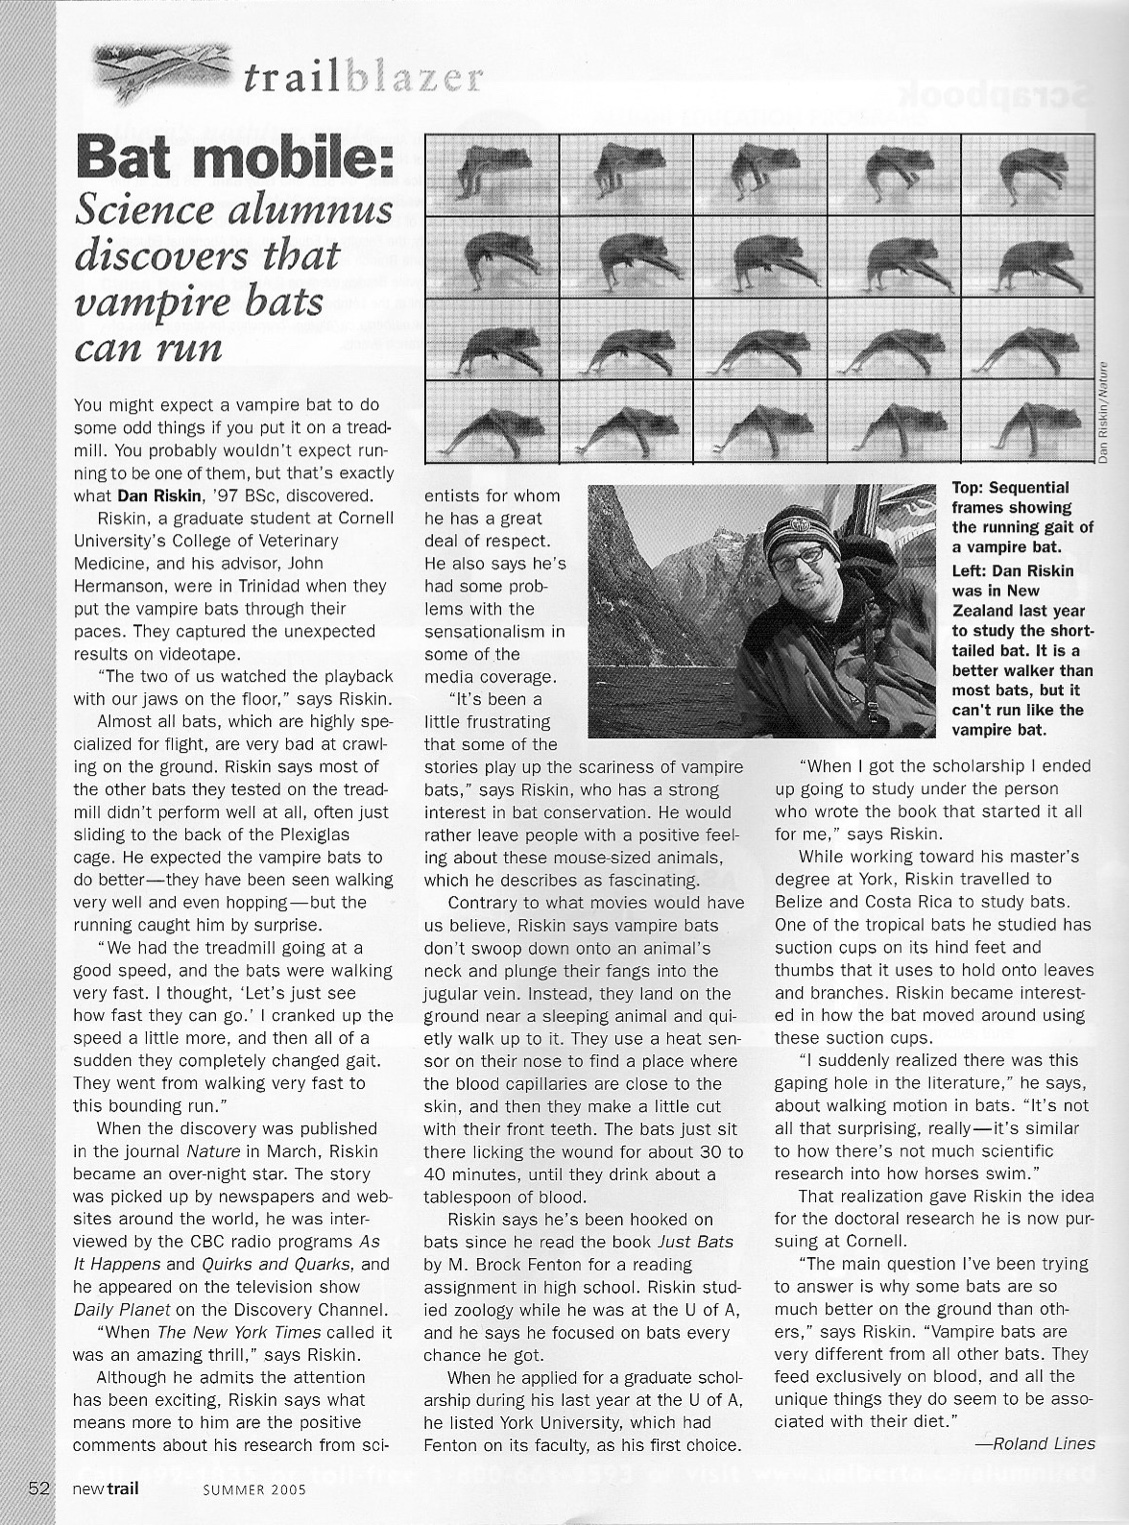 trailblazer
Bat mobile:
Science alumnus
discovers that
vampire bats
can run
You might expect a vampire bat to do
some odd things if you put it on a tread-
mill. You probably wouldn't expect run-
ning to be one of them, but that's exactly
what Dan Riskin, '97 BSc, discovered.
Riskin, a graduate student at Cornell
University's College of Veterinary
Medicine, and his advisor, John
Hermanson, were in Trinidad when they
put the vampire bats through their
paces. They captured the unexpected
results on videotape.
"The two of us watched the playback
with our jaws on the floor," says Riskin.
Almost all bats, which are highly spe-
cialized for flight, are very bad at crawl-
ing on the ground. Riskin says most of
the other bats they tested on the tread-
mill didn't perform well at all, often just
sliding to the back of the Plexiglas
cage. He expected the vampire bats to
do better—they have been seen walking
very well and even hopping—but the
running caught him by surprise.
"We had the treadmill going at a
good speed, and the bats were walking
very fast. I thought, 'Let's just see
how fast they can go.' I cranked up the
speed a little more, and then all of a
sudden they completely changed gait.
They went from walking very fast to
this bounding run."
When the discovery was published
in the journal Nature in March, Riskin
became an over-night star. The story
was picked up by newspapers and web-
sites around the world, he was inter-
viewed by the CBC radio programs As
It Happens and Quirks and Quarks, and
he appeared on the television show
Daily Planet on the Discovery Channel.
"When The New York Times called it
was an amazing thrill," says Riskin.
Although he admits the attention
has been exciting, Riskin says what
means more to him are the positive
comments about his research from sci-
Dan Riskin/Nature
entists for whom
he has a great
deal of respect.
He also says he's
had some prob-
lems with the
sensationalism in
some of the
media coverage.
"It's been a
little frustrating
that some of the
stories play up the scariness of vampire
bats," says Riskin, who has a strong
interest in bat conservation. He would
rather leave people with a positive feel-
ing about these mouse-sized animals,
which he describes as fascinating.
Contrary to what movies would have
us believe, Riskin says vampire bats
don't swoop down onto an animal's
neck and plunge their fangs into the
jugular vein. Instead, they land on the
ground near a sleeping animal and qui-
etly walk up to it. They use a heat sen-
sor on their nose to find a place where
the blood capillaries are close to the
skin, and then they make a little cut
with their front teeth. The bats just sit
there licking the wound for about 30 to
40 minutes, until they drink about a
tablespoon of blood.
Riskin says he's been hooked on
bats since he read the book Just Bats
by M. Brock Fenton for a reading
assignment in high school. Riskin stud-
ied zoology while he was at the U of A,
and he says he focused on bats every
chance he got.
When he applied for a graduate schol-
arship during his last year at the U of A,
he listed York University, which had
Fenton on its faculty, as his first choice.
Top: Sequential
frames showing
the running gait of
a vampire bat.
Left: Dan Riskin
was in New
Zealand last year
to study the short-
tailed bat. It is a
better walker than
most bats, but it
can't run like the
vampire bat.
"When I got the scholarship I ended
up going to study under the person
who wrote the book that started it all
for me," says Riskin.
While working toward his master's
degree at York, Riskin travelled to
Belize and Costa Rica to study bats.
One of the tropical bats he studied has
suction cups on its hind feet and
thumbs that it uses to hold onto leaves
and branches. Riskin became interest-
ed in how the bat moved around using
these suction cups.
"I suddenly realized there was this
gaping hole in the literature," he says,
about walking motion in bats. "It's not
all that surprising, really—it's similar
to how there's not much scientific
research into how horses swim."
That realization gave Riskin the idea
for the doctoral research he is now pur-
suing at Cornell.
"The main question I've been trying
to answer is why some bats are so
much better on the ground than oth-
ers," says Riskin. "Vampire bats are
very different from all other bats. They
feed exclusively on blood, and all the
unique things they do seem to be asso-
ciated with their diet."
—Roland Lines
52 newtrail SUMMER 2005